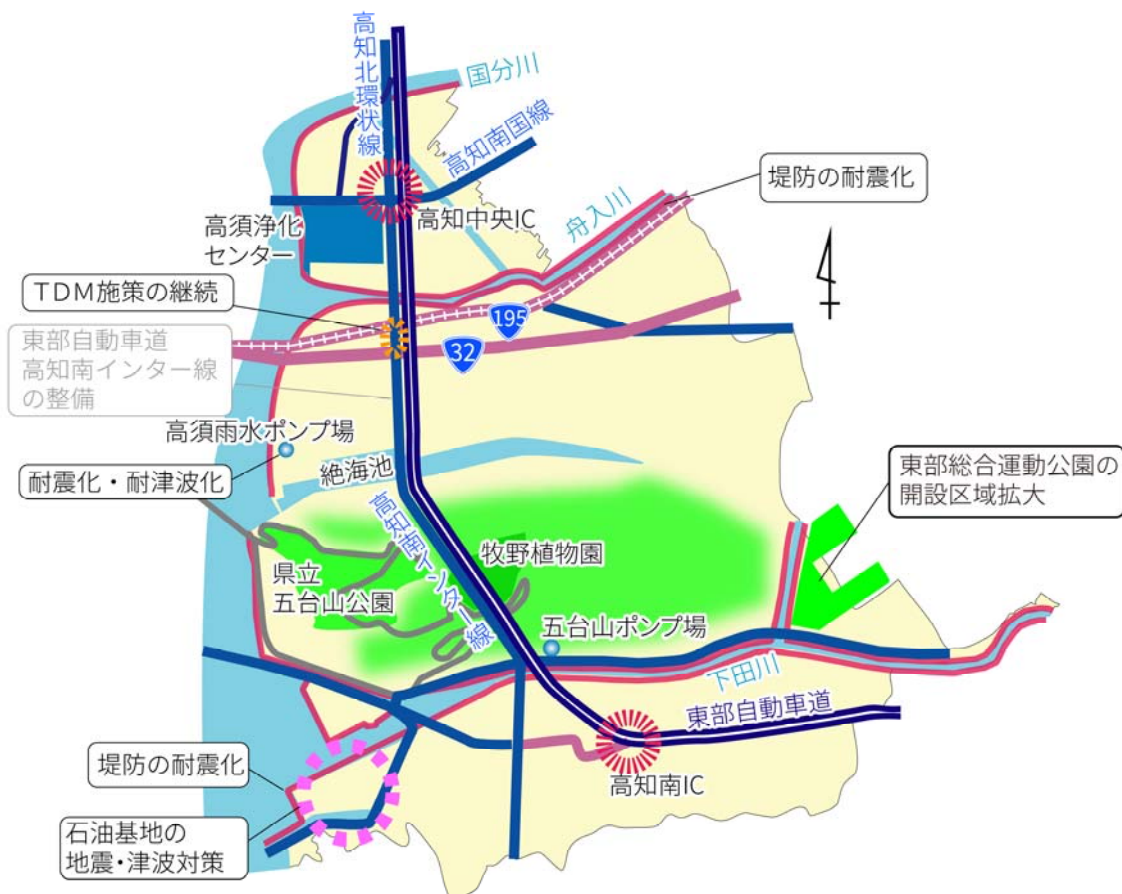 高知北環状線
国分川
高知南国線
堤防の耐震化
舟入川
高知中央IC
高須浄化
センター
TDM施策の継続
195
32
東部自動車道
高知南インター線
の整備
高須雨水ポンプ場
耐震化・耐津波化
絶海池
東部総合運動公園の
開設区域拡大
高知南インター線
牧野植物園
県立
五台山公園
五台山ポンプ場
下田川
東部自動車道
高知南IC
堤防の耐震化
石油基地の
地震・津波対策